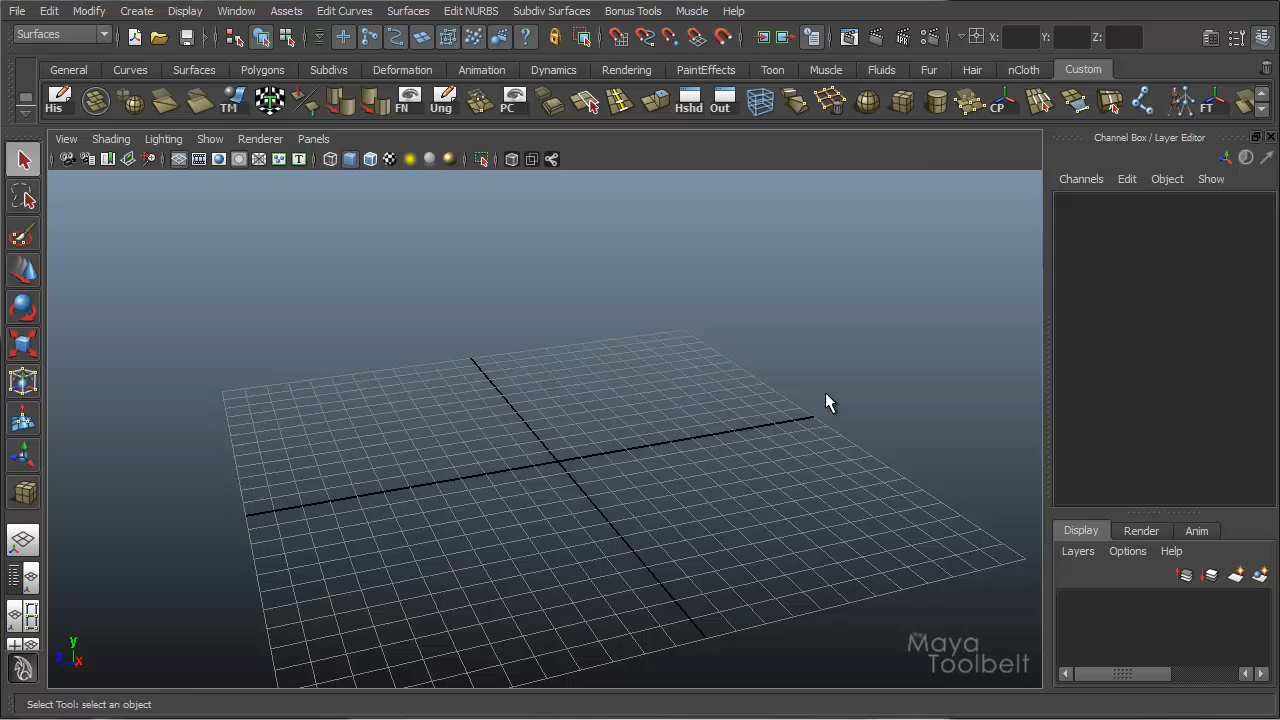 File Edit Modify Create Display Window Assets Edit Curves Surfaces Edit NURBS Subdiv Surfaces Bonus Tools Muscle Help
Surfaces X: Y: Z:
General Curves Surfaces Polygons Subdivs Deformation Animation Dynamics Rendering PaintEffects Toon Muscle Fluids Fur Hair nCloth Custom
His TM FN Ung PC Hshd Out CP FT
View Shading Lighting Show Renderer Panels
Channel Box / Layer Editor
Channels Edit Object Show
Display Render Anim
Layers Options Help
y
z x
the
Maya
Toolbelt
Select Tool: select an object